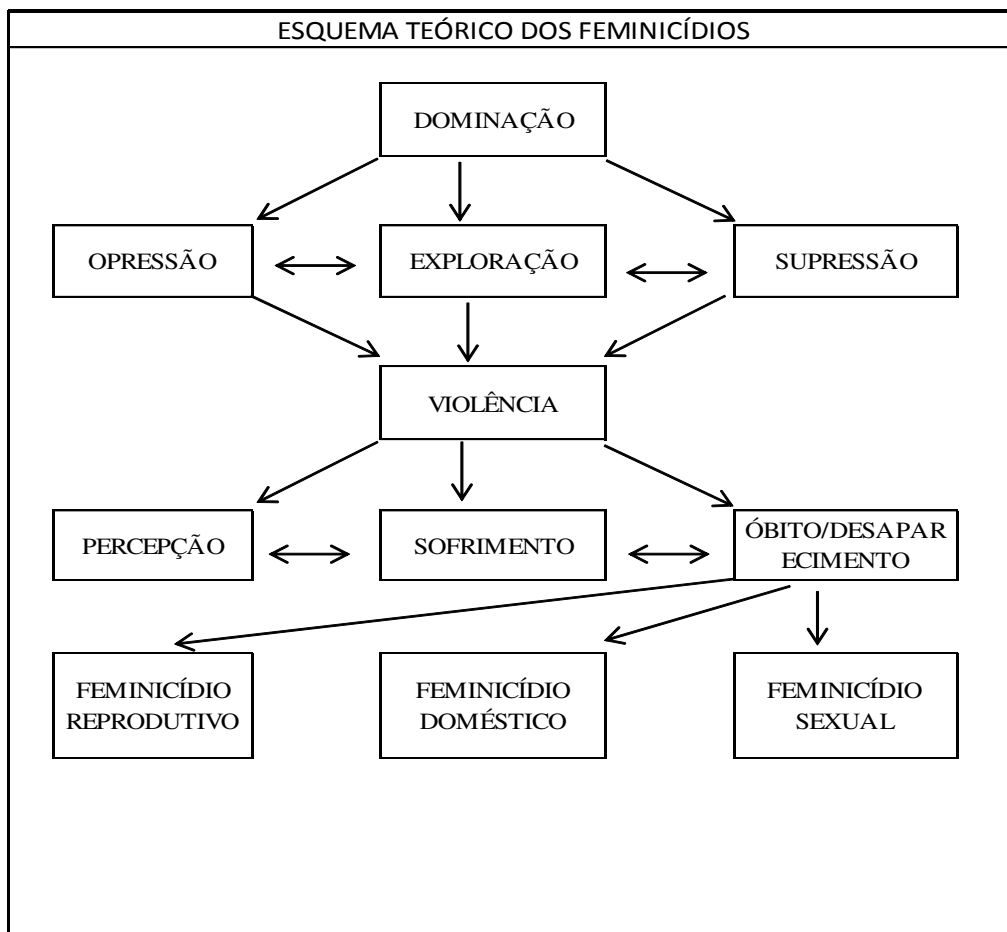 ESQUEMA TEÓRICO DOS FEMINICÍDIOS
DOMINAÇÃO
OPRESSÃO
EXPLORAÇÃO
SUPRESSÃO
VIOLÊNCIA
PERCEPÇÃO
SOFRIMENTO
ÓBITO/DESAPAR
ECIMENTO
FEMINICÍDIO
REPRODUTIVO
FEMINICÍDIO
DOMÉSTICO
FEMINICÍDIO
SEXUAL